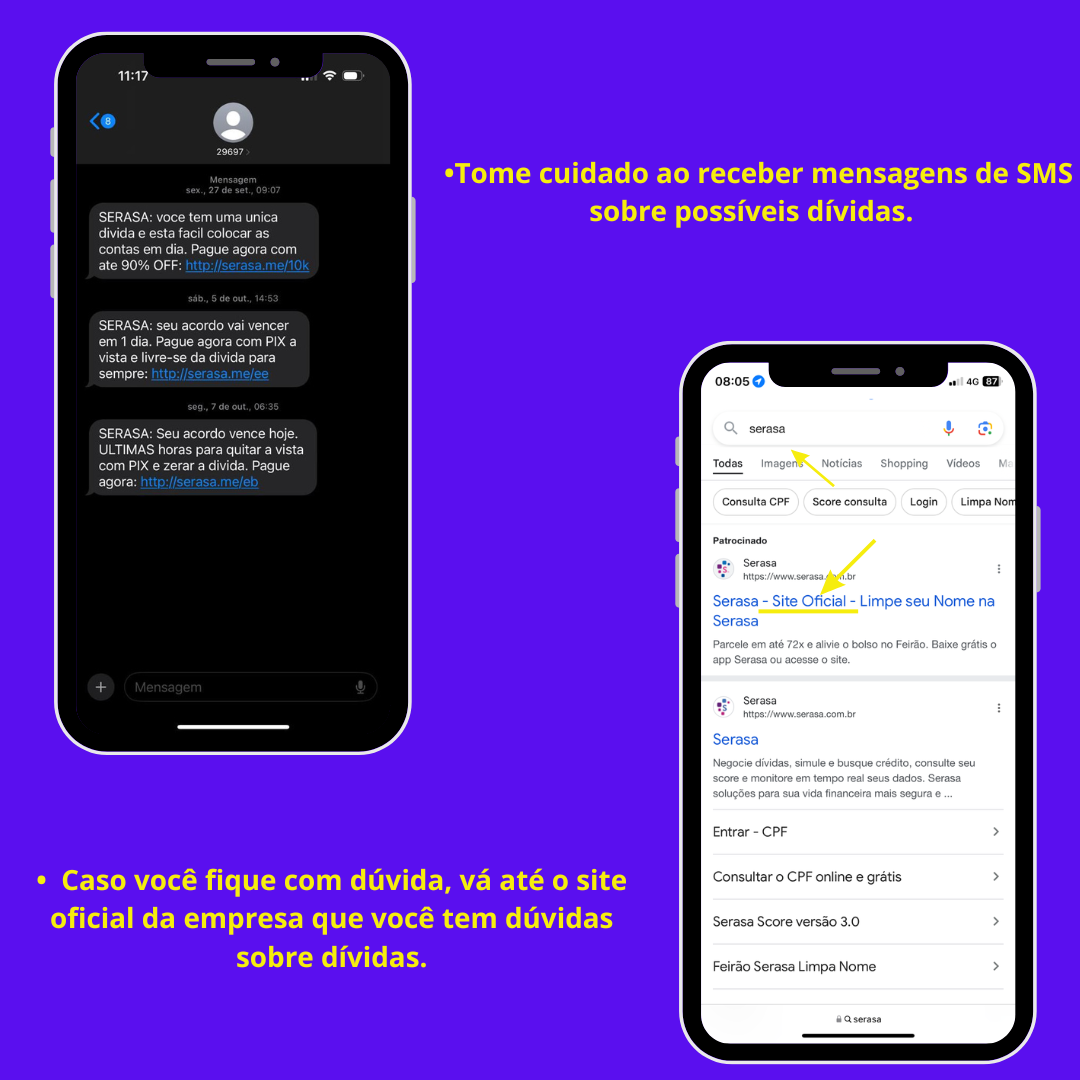 11:17
8
29697
Mensagem
sex., 27 de set., 09:07
SERASA: voce tem uma unica
divida e esta facil colocar as
contas em dia. Pague agora com
ate 90% OFF: http://serasa.me/10k
sáb., 5 de out., 14:53
SERASA: seu acordo vai vencer
em 1 dia. Pague agora com PIX a
vista e livre-se da divida para
sempre: http://serasa.me/ee
seg., 7 de out., 06:35
SERASA: Seu acordo vence hoje.
ULTIMAS horas para quitar a vista
com PIX e zerar a divida. Pague
agora: http://serasa.me/eb
Mensagem
•Tome cuidado ao receber mensagens de SMS
sobre possíveis dívidas.
08:05
4G 87
serasa
Todas Imagens Notícias Shopping Vídeos Ma
Consulta CPF Score consulta Login Limpa Nom
Patrocinado
Serasa
https://www.serasa.com.br
Serasa - Site Oficial - Limpe seu Nome na
Serasa
Parcele em até 72x e alivie o bolso no Feirão. Baixe grátis o
app Serasa ou acesse o site.
Serasa
https://www.serasa.com.br
Serasa
Negocie dívidas, simule e busque crédito, consulte seu
score e monitore em tempo real seus dados. Serasa
soluções para sua vida financeira mais segura e ...
Entrar - CPF
Consultar o CPF online e grátis
Serasa Score versão 3.0
Feirão Serasa Limpa Nome
serasa
• Caso você fique com dúvida, vá até o site
oficial da empresa que você tem dúvidas
sobre dívidas.